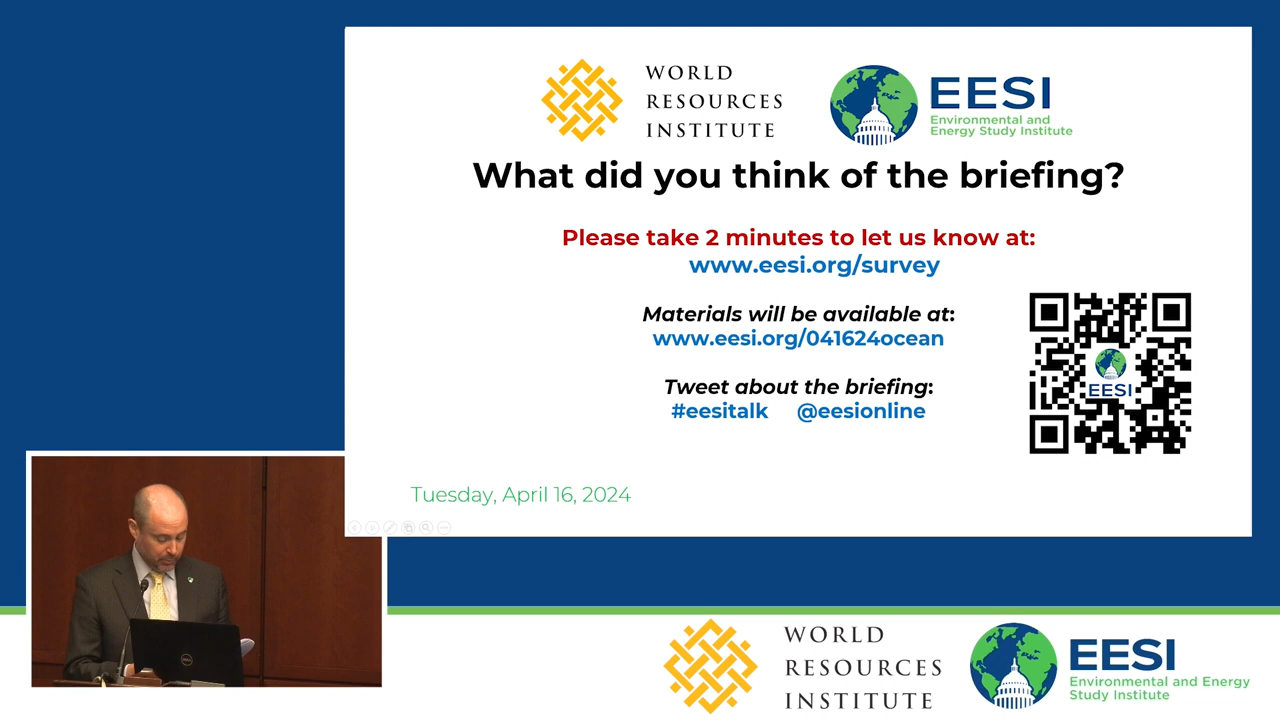 WORLD
RESOURCES
INSTITUTE
EESI
Environmental and
Energy Study Institute
What did you think of the briefing?
Please take 2 minutes to let us know at:
www.eesi.org/survey
Materials will be available at:
www.eesi.org/041624ocean
Tweet about the briefing:
#eesitalk @eesionline
EESI
Tuesday, April 16, 2024
DELL
WORLD
RESOURCES
INSTITUTE
EESI
Environmental and Energy
Study Institute